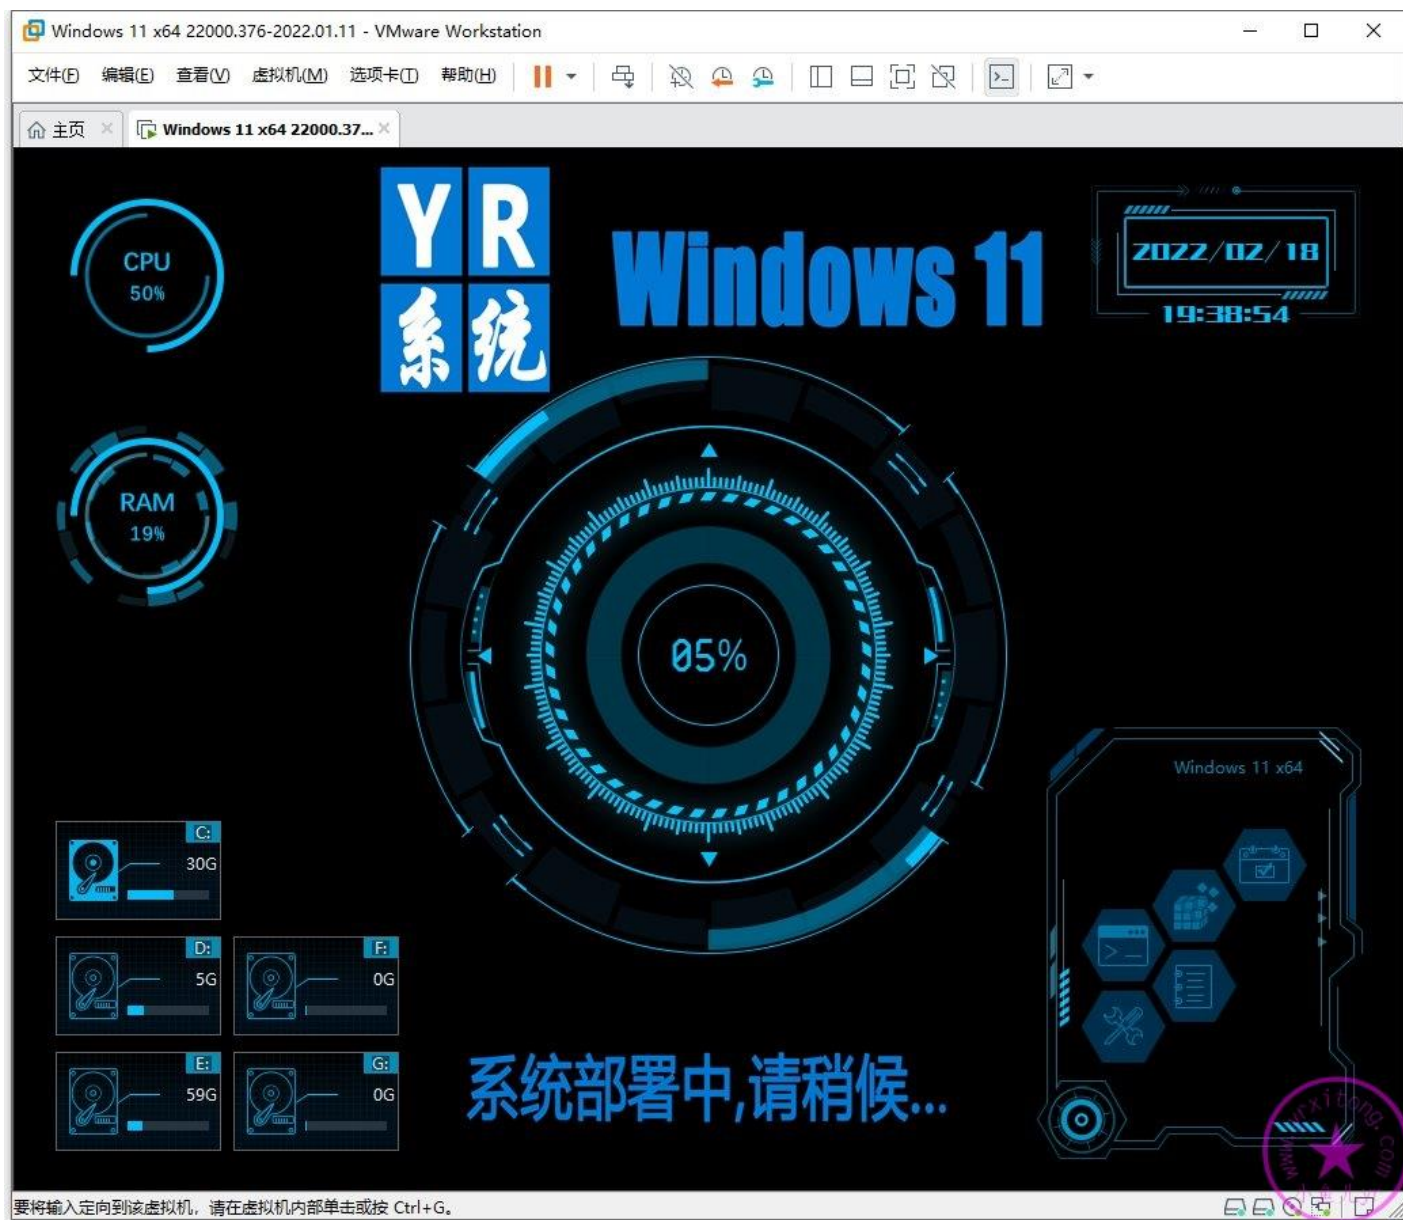 Windows 11 x64 22000.376-2022.01.11 - VMware Workstation
文件(F) 编辑(E) 查看(V) 虚拟机(M) 选项卡(T) 帮助(H)
主页 Windows 11 x64 22000.37...
YR
系统
Windows 11
2022/02/18
19:38:54
CPU
50%
RAM
19%
05%
Windows 11 x64
C:
30G
D:
5G
F:
0G
E:
59G
G:
0G
系统部署中,请稍候...
www.yrxitong.com
要将输入定向到该虚拟机，请在虚拟机内部单击或按 Ctrl+G。